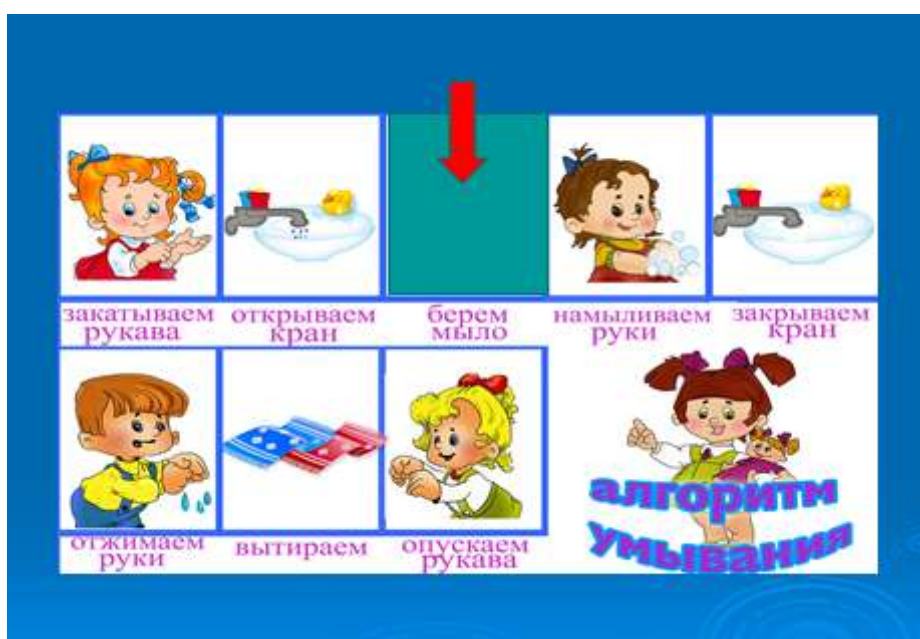 закатываем
рукава
открываем
кран
берем
мыло
намыливаем
руки
закрываем
кран
отжимаем
руки
вытираем
опускаем
рукава
алгоритм
умывания